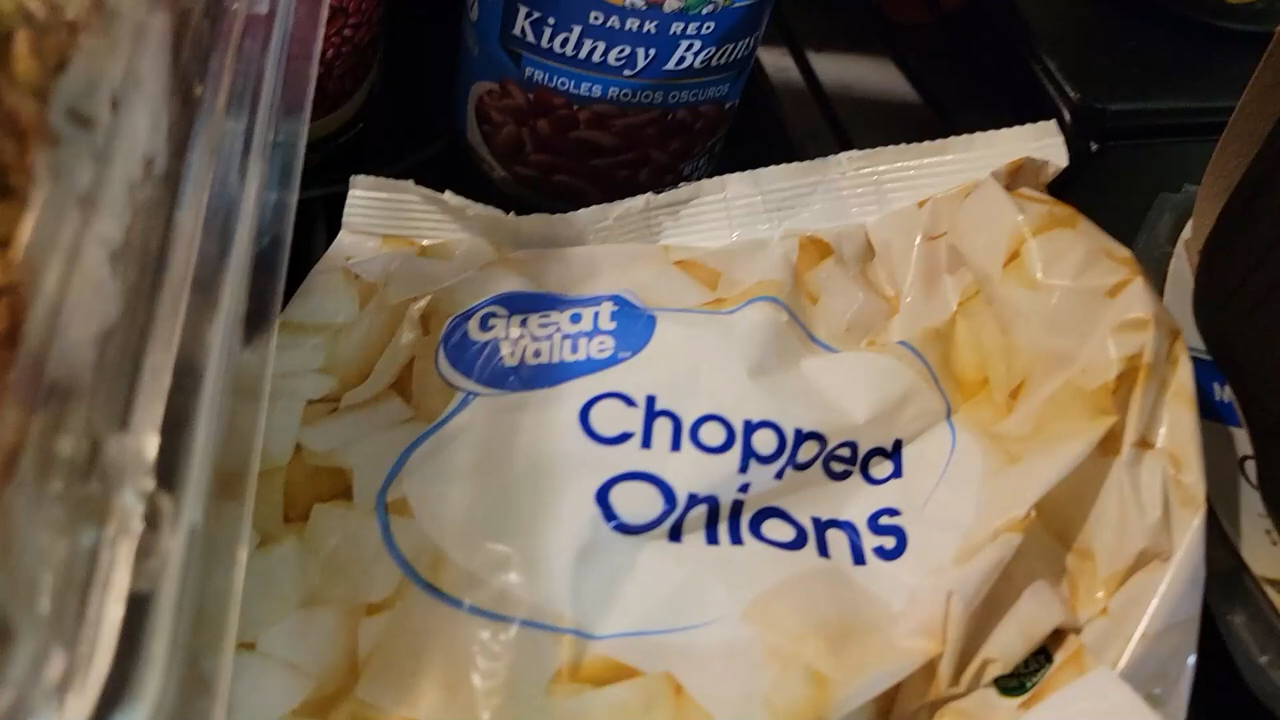 DARK RED
Kidney Beans
FRIJOLES ROJOS OSCUROS
Great
Value
Chopped
Onions